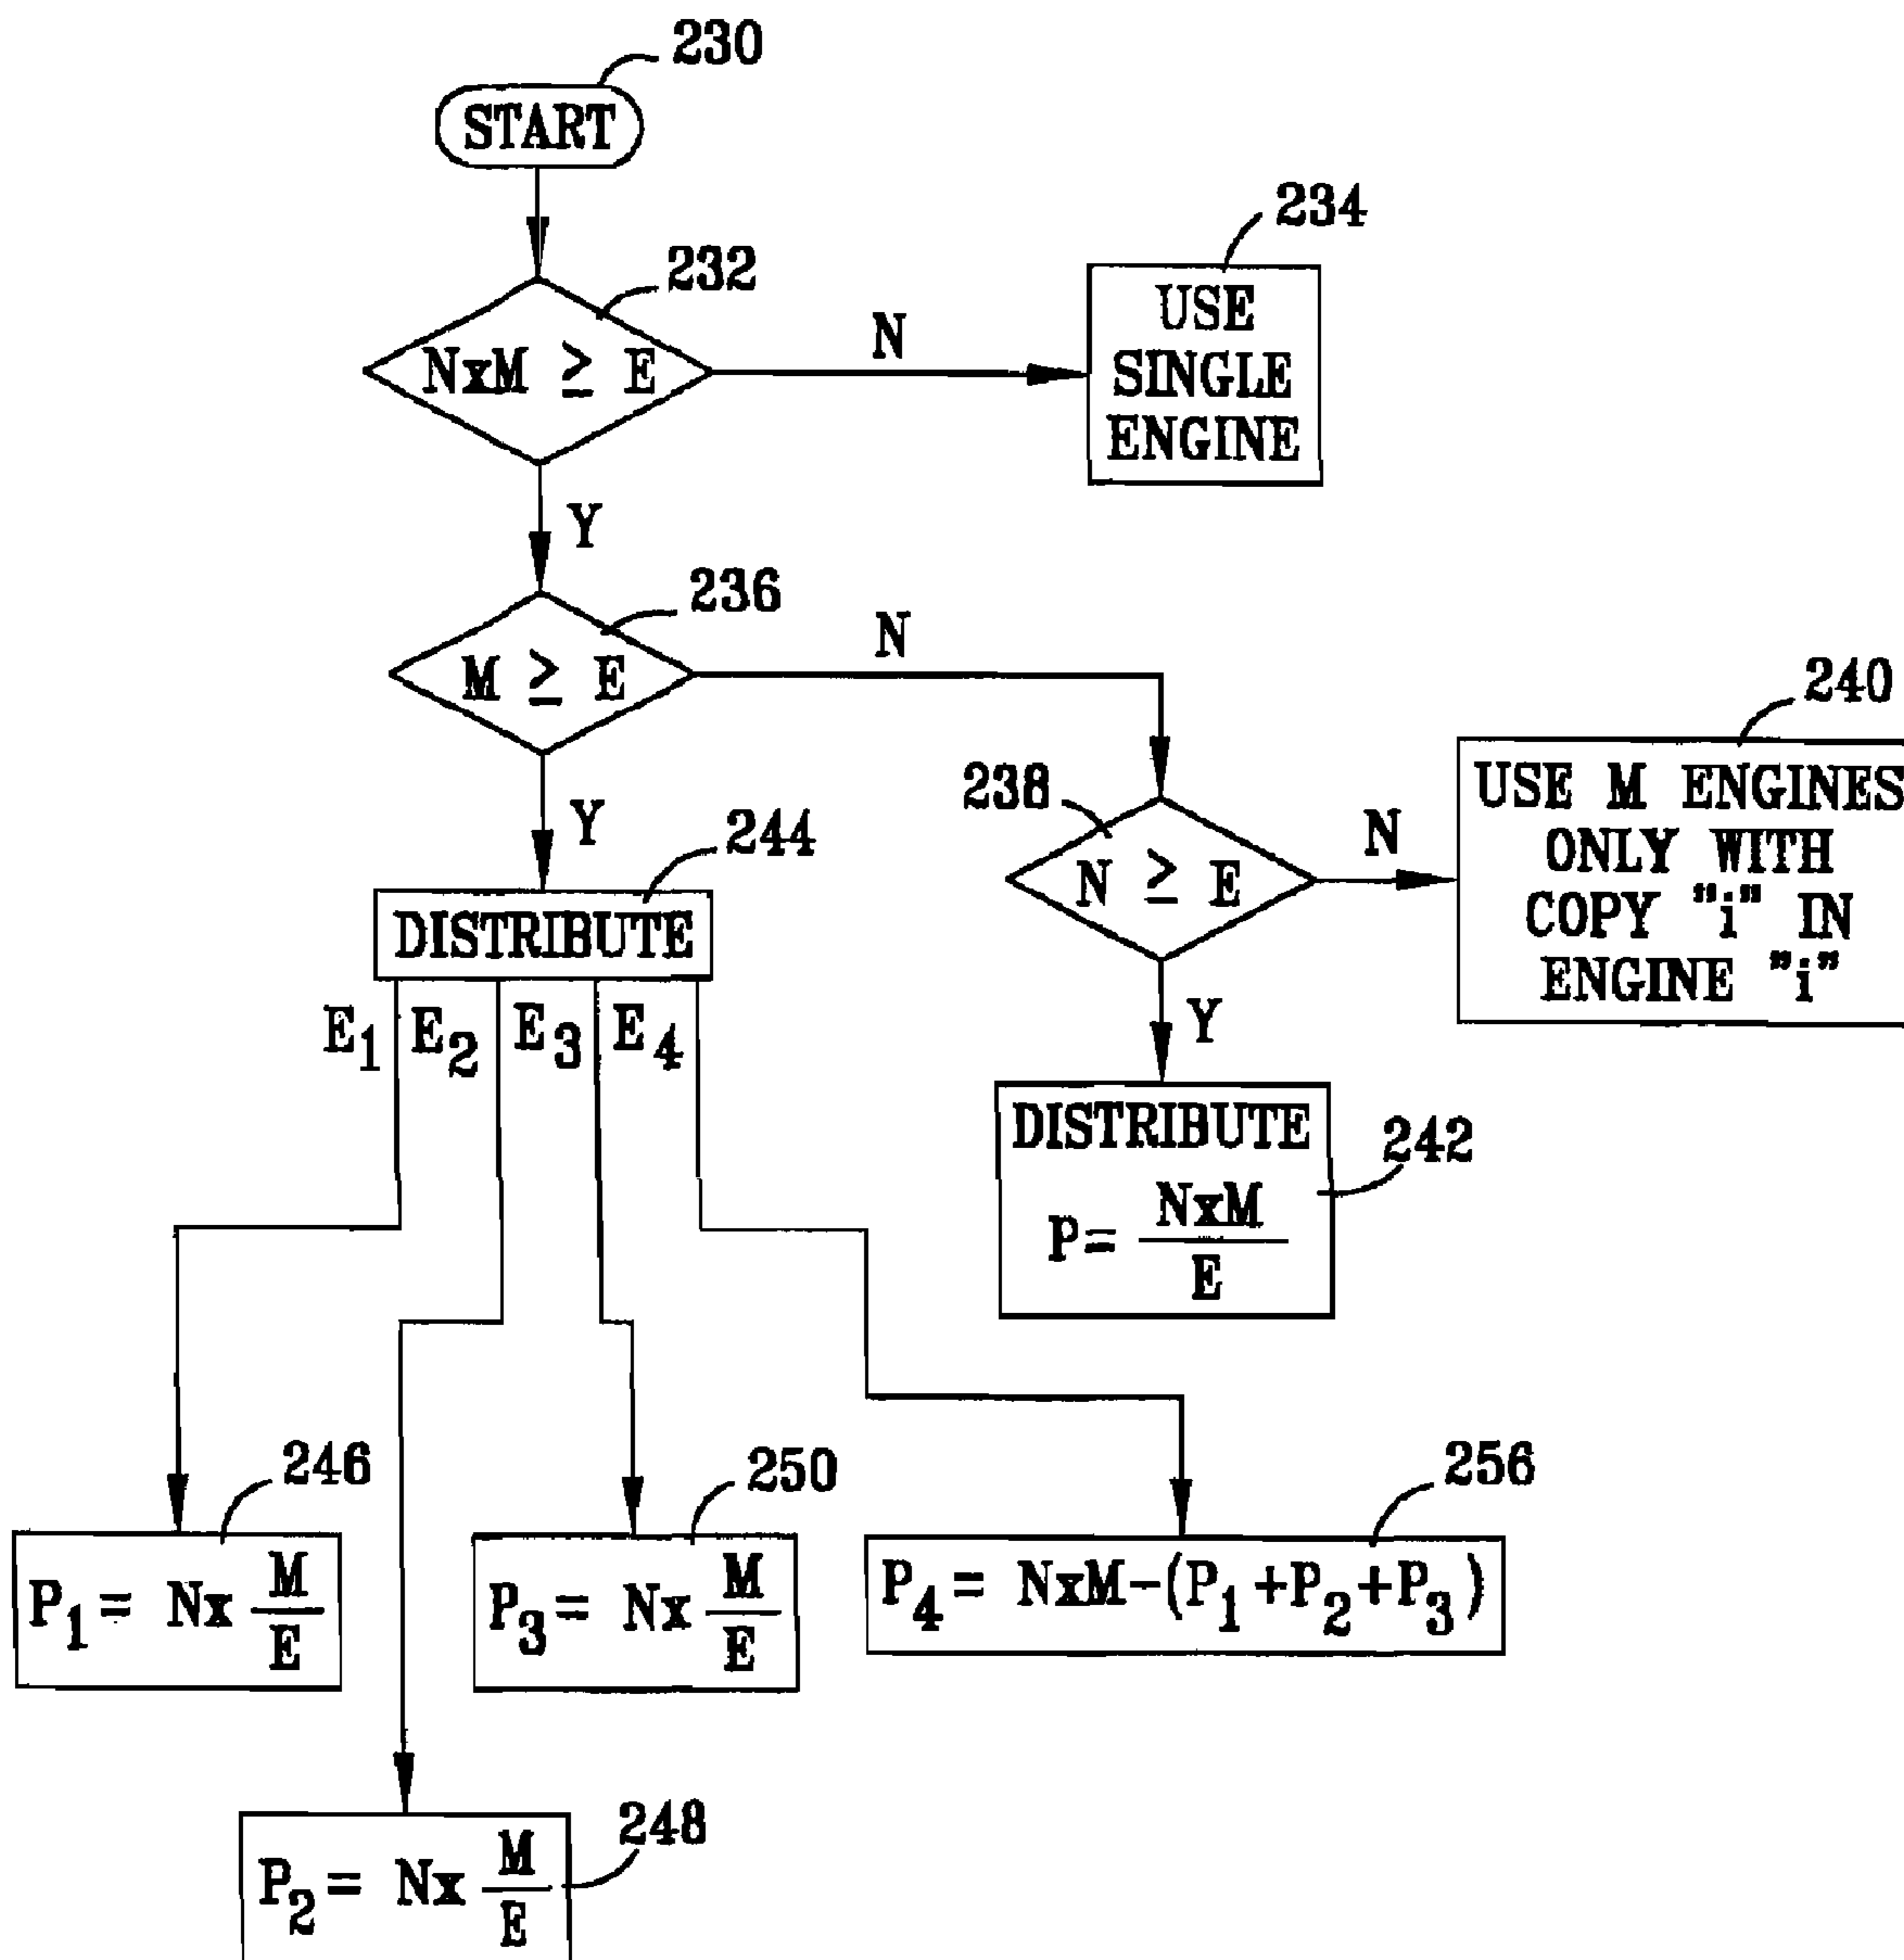 230
START
232
NxM ≥ E
N
234
USE
SINGLE
ENGINE
Y
236
M ≥ E
N
238
N ≥ E
N
240
USE M ENGINES
ONLY WITH
COPY "i" IN
ENGINE "i"
Y
244
DISTRIBUTE
E1 E2 E3 E4
Y
DISTRIBUTE
P= NxM/E
242
246
P1= Nx M/E
250
P3= Nx M/E
256
P4= NxM-(P1+P2+P3)
248
P2= Nx M/E